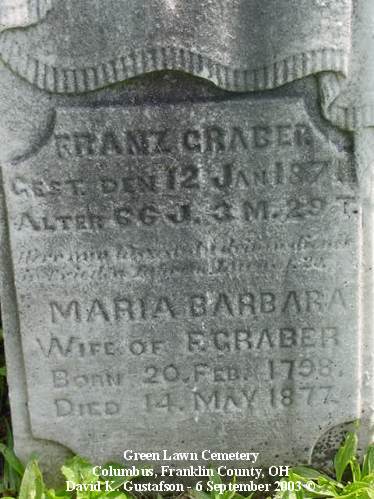 FRANZ GRABER
GEST. DEN 12 JAN 187
ALTER 66 J. 3 M. 29 T.
MARIA BARBARA
WIFE OF F. GRABER
BORN 20. FEB. 1798.
DIED 14. MAY 1877.
Green Lawn Cemetery
Columbus, Franklin County, OH
David K. Gustafson - 6 September 2003 ©